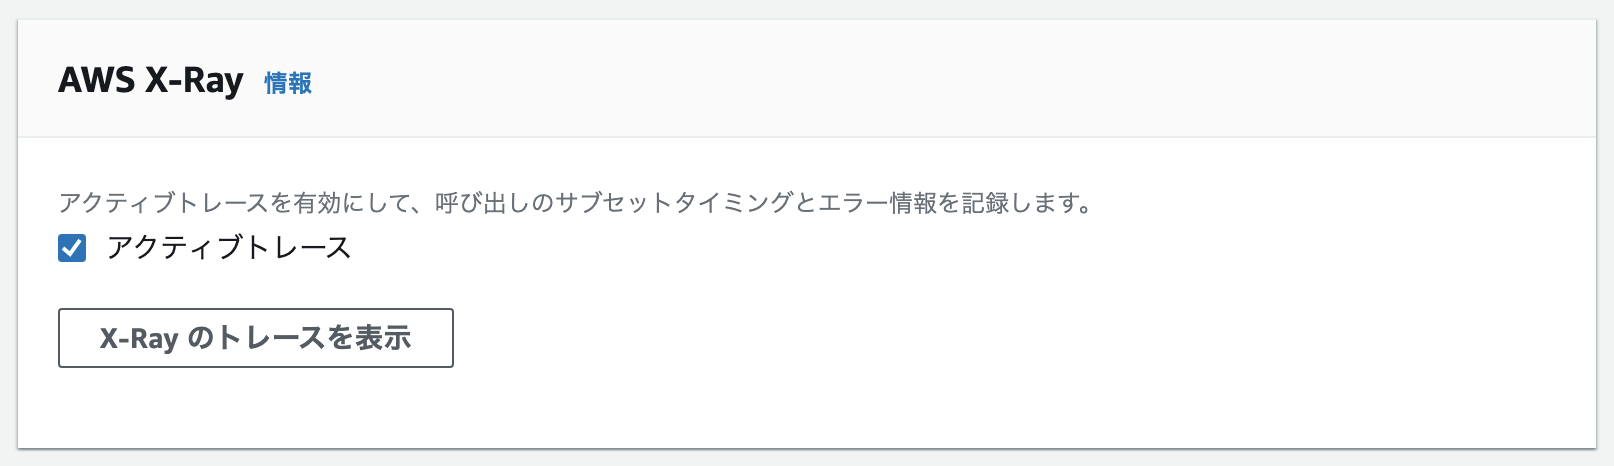 AWS X-Ray 情報
アクティブトレースを有効にして、呼び出しのサブセットタイミングとエラー情報を記録します。
アクティブトレース
X-Ray のトレースを表示